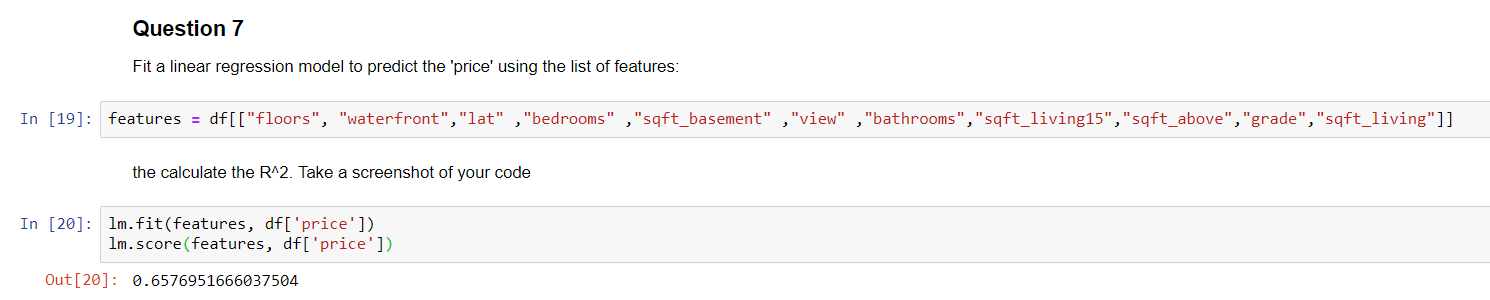 Question 7
Fit a linear regression model to predict the 'price' using the list of features:
In [19]: features = df[["floors", "waterfront","lat" ,"bedrooms" ,"sqft_basement" ,"view" ,"bathrooms","sqft_living15","sqft_above","grade","sqft_living"]]
the calculate the R^2. Take a screenshot of your code
In [20]: lm.fit(features, df['price'])
lm.score(features, df['price'])
Out[20]: 0.6576951666037504